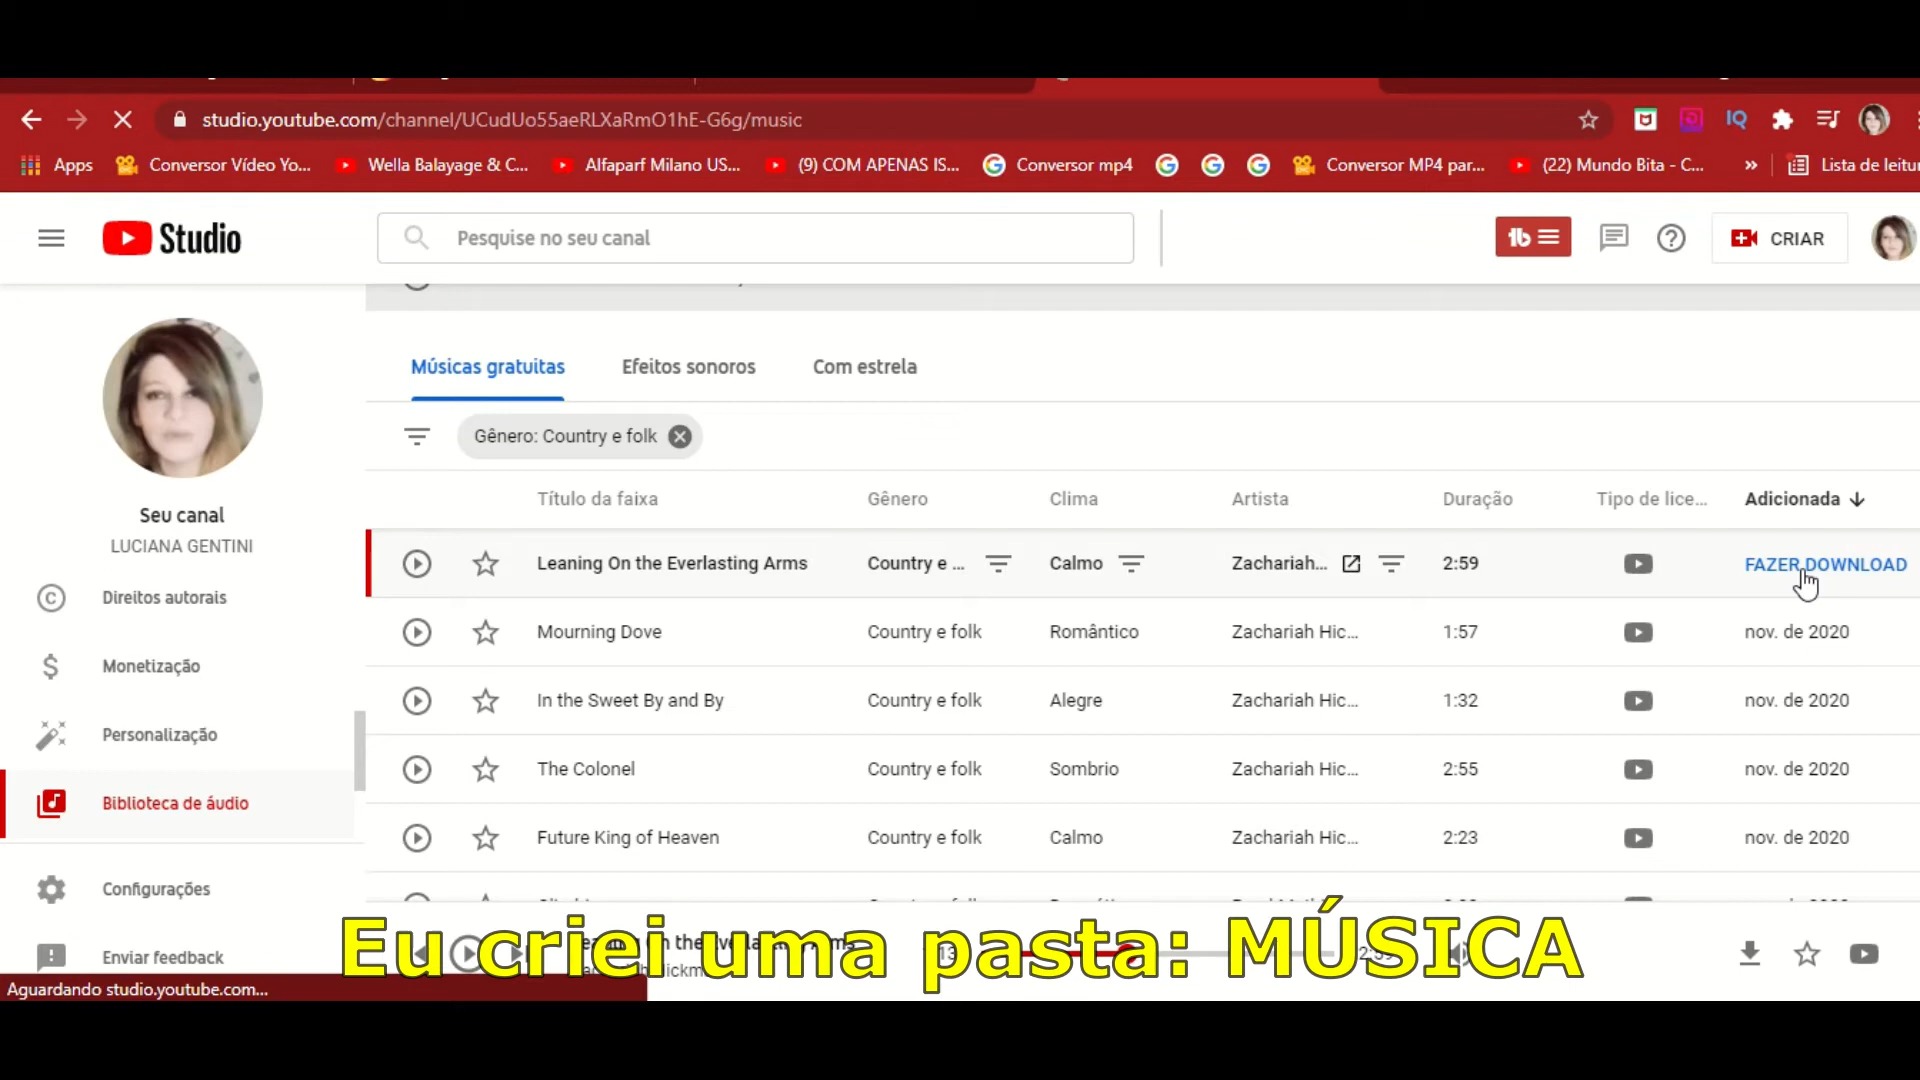 studio.youtube.com/channel/UCudUo55aeRLXaRmO1hE-G6g/music
Apps
Conversor Vídeo Yo...
Wella Balayage & C...
Alfaparf Milano US...
(9) COM APENAS IS...
Conversor mp4
Conversor MP4 par...
(22) Mundo Bita - C...
»
Lista de leitu
Studio
Pesquise no seu canal
CRIAR
Seu canal
LUCIANA GENTINI
Direitos autorais
Monetização
Personalização
Biblioteca de áudio
Configurações
Enviar feedback
Músicas gratuitas Efeitos sonoros Com estrela
Gênero: Country e folk
Título da faixa Gênero Clima Artista Duração Tipo de lice... Adicionada
Leaning On the Everlasting Arms Country e ... Calmo Zachariah... 2:59 FAZER DOWNLOAD
Mourning Dove Country e folk Romântico Zachariah Hic... 1:57 nov. de 2020
In the Sweet By and By Country e folk Alegre Zachariah Hic... 1:32 nov. de 2020
The Colonel Country e folk Sombrio Zachariah Hic... 2:55 nov. de 2020
Future King of Heaven Country e folk Calmo Zachariah Hic... 2:23 nov. de 2020
Eu criei uma pasta: MÚSICA
Aguardando studio.youtube.com...